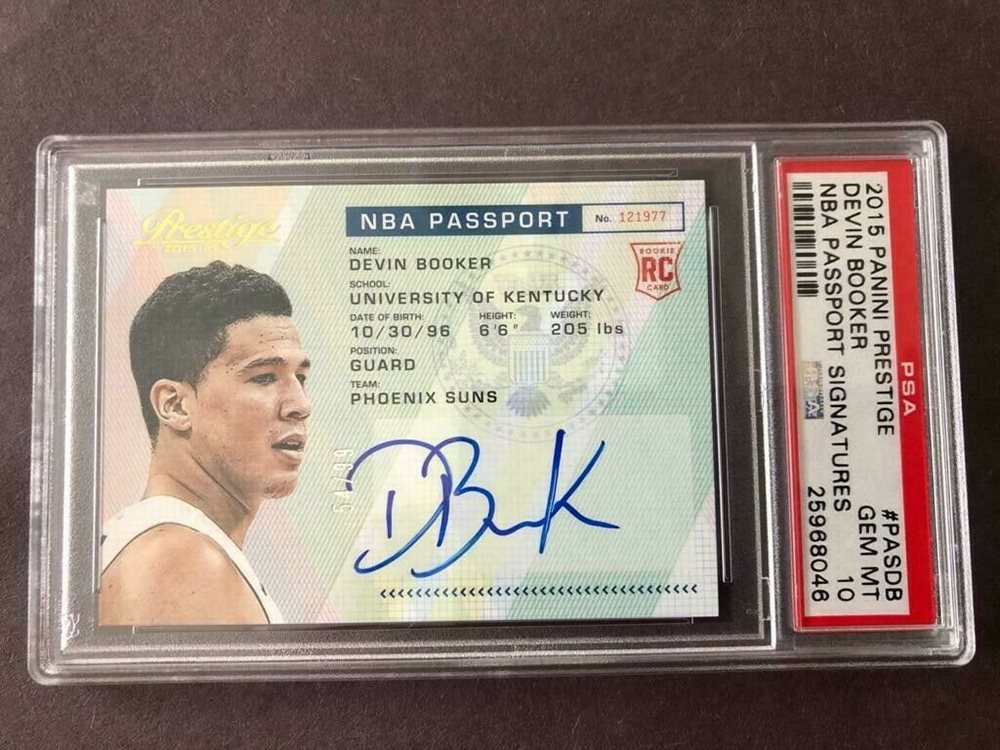 Prestige
NBA PASSPORT No. 121977
NAME:
DEVIN BOOKER
SCHOOL:
UNIVERSITY OF KENTUCKY
DATE OF BIRTH: HEIGHT: WEIGHT:
10/30/96 6'6" 205 lbs
POSITION:
GUARD
TEAM:
PHOENIX SUNS
ROOKIE
RC
CARD
2015 PANINI PRESTIGE #PASDB
DEVIN BOOKER GEM MT
NBA PASSPORT SIGNATURES 10
25968046
PSA